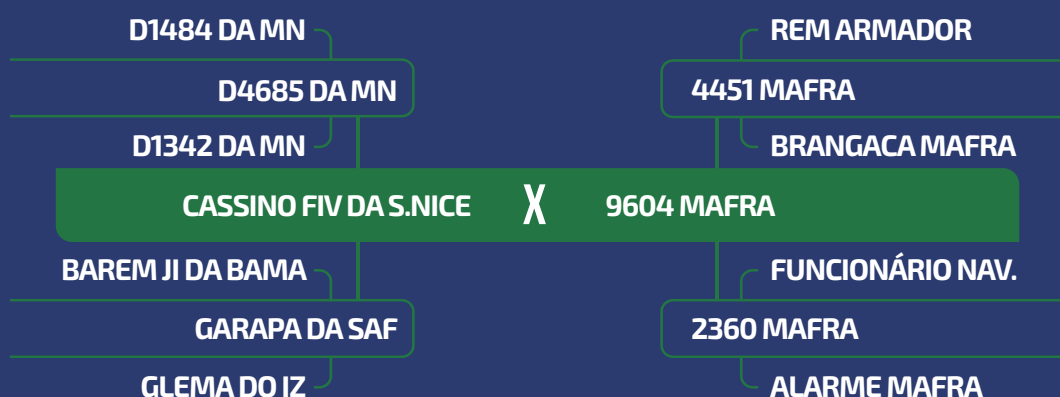 D1484 DA MN
REM ARMADOR
D4685 DA MN
4451 MAFRA
D1342 DA MN
BRANGACA MAFRA
CASSINO FIV DA S.NICE X 9604 MAFRA
BAREM JI DA BAMA
FUNCIONÁRIO NAV.
GARAPA DA SAF
2360 MAFRA
GLEMA DO IZ
ALARME MAFRA